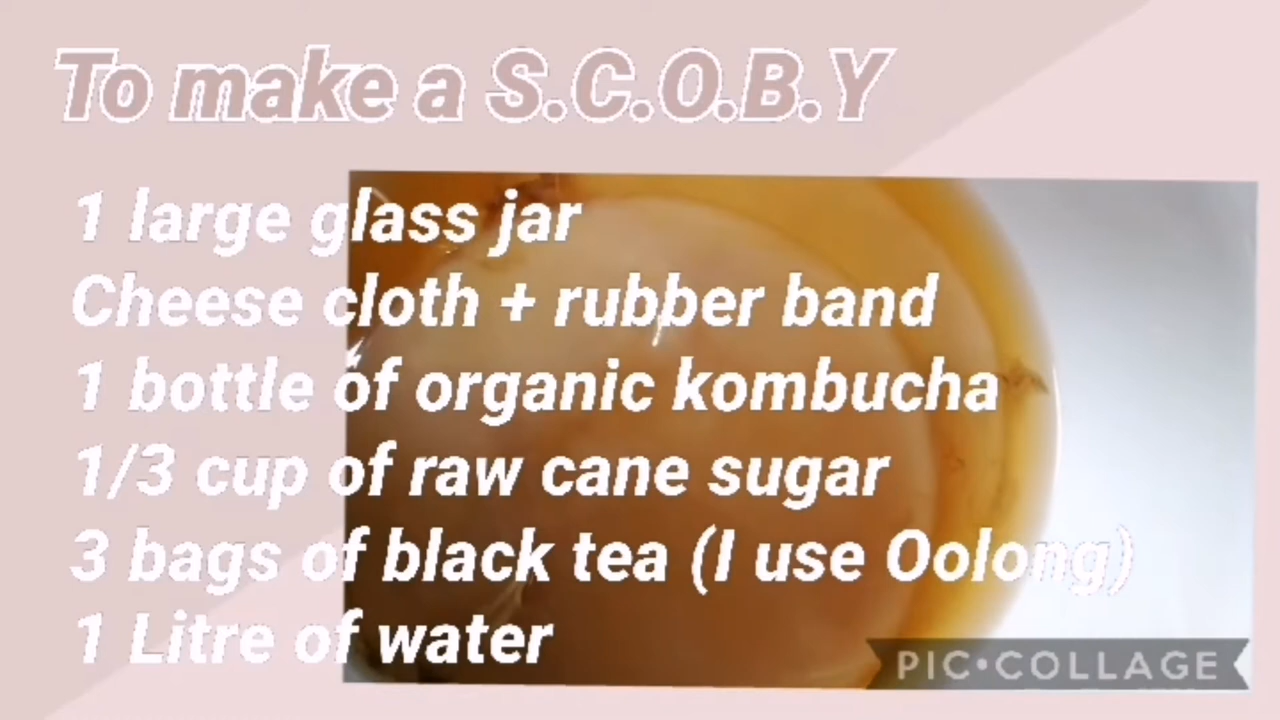 To make a S.C.O.B.Y
1 large glass jar
Cheese cloth + rubber band
1 bottle of organic kombucha
1/3 cup of raw cane sugar
3 bags of black tea (I use Oolong)
1 Litre of water
PIC•COLLAGE